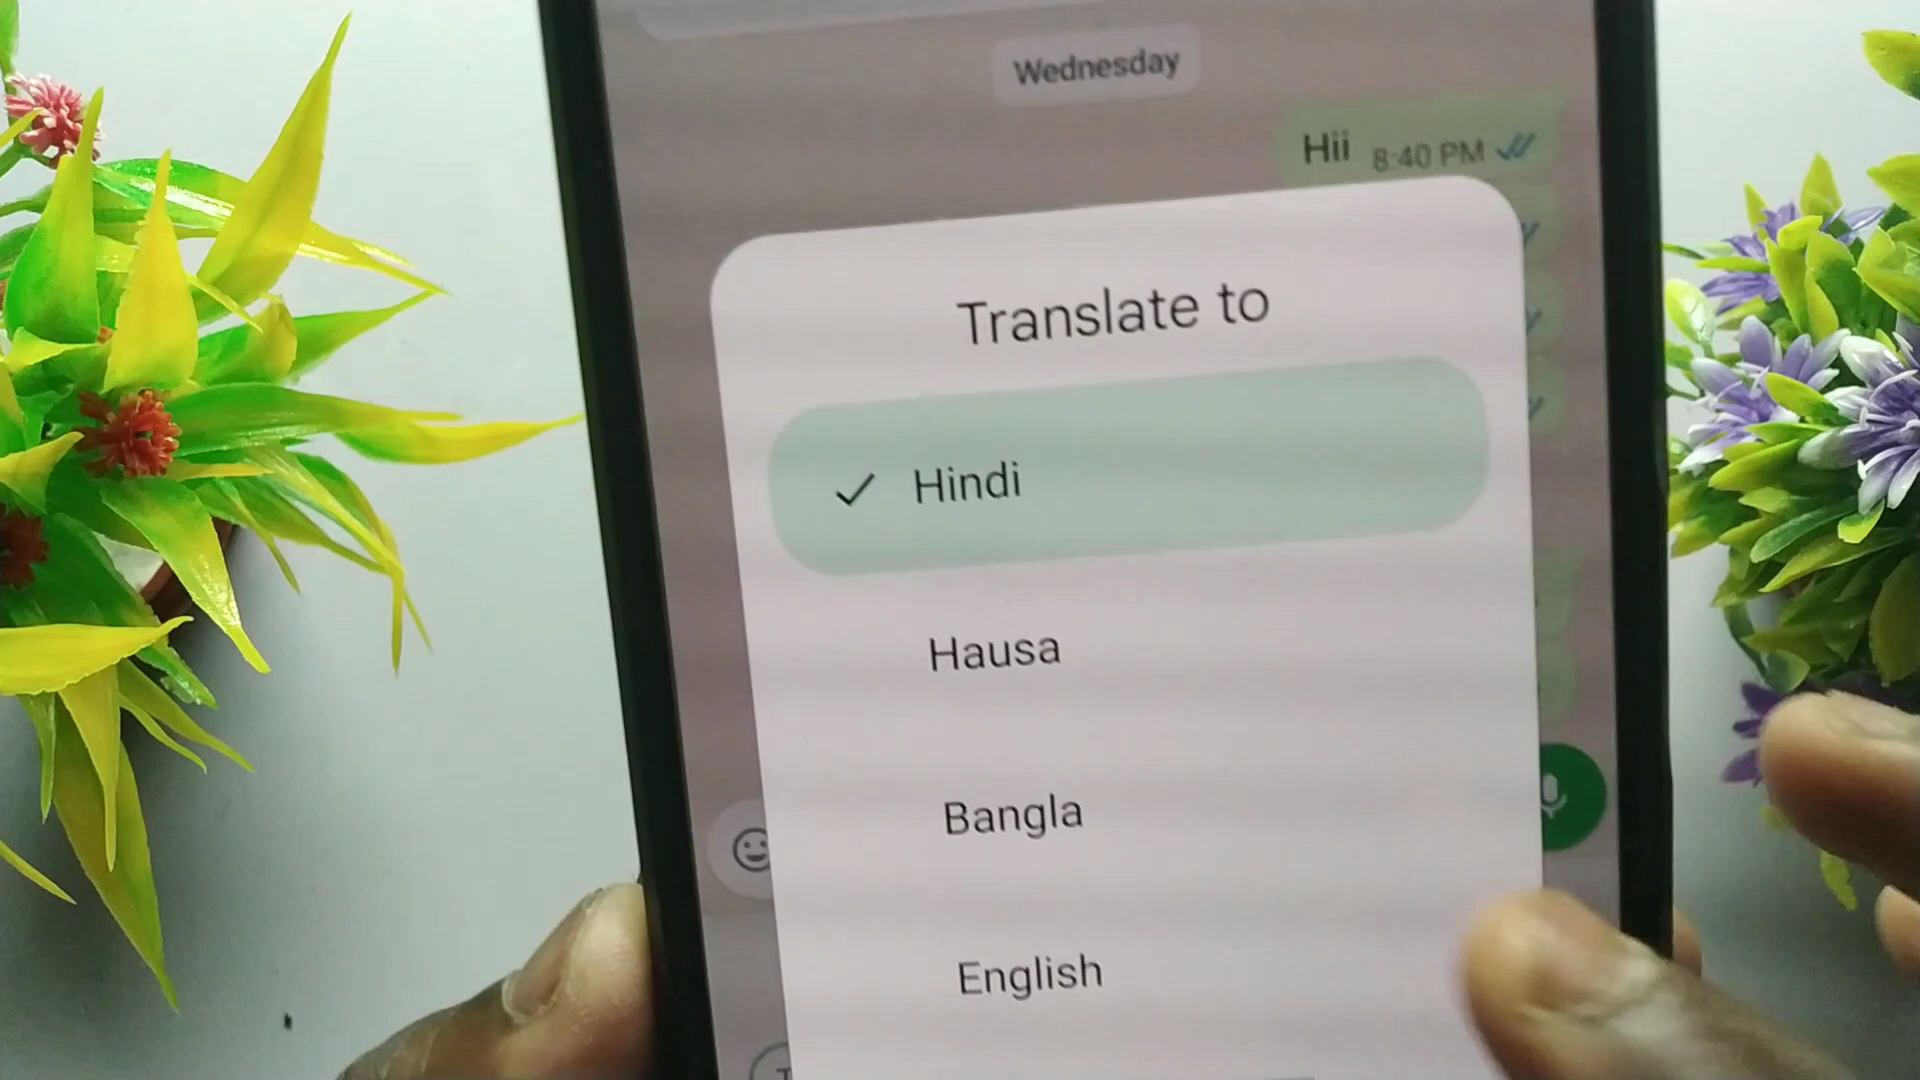 Wednesday
Hii 8:40 PM
Translate to
Hindi
Hausa
Bangla
English